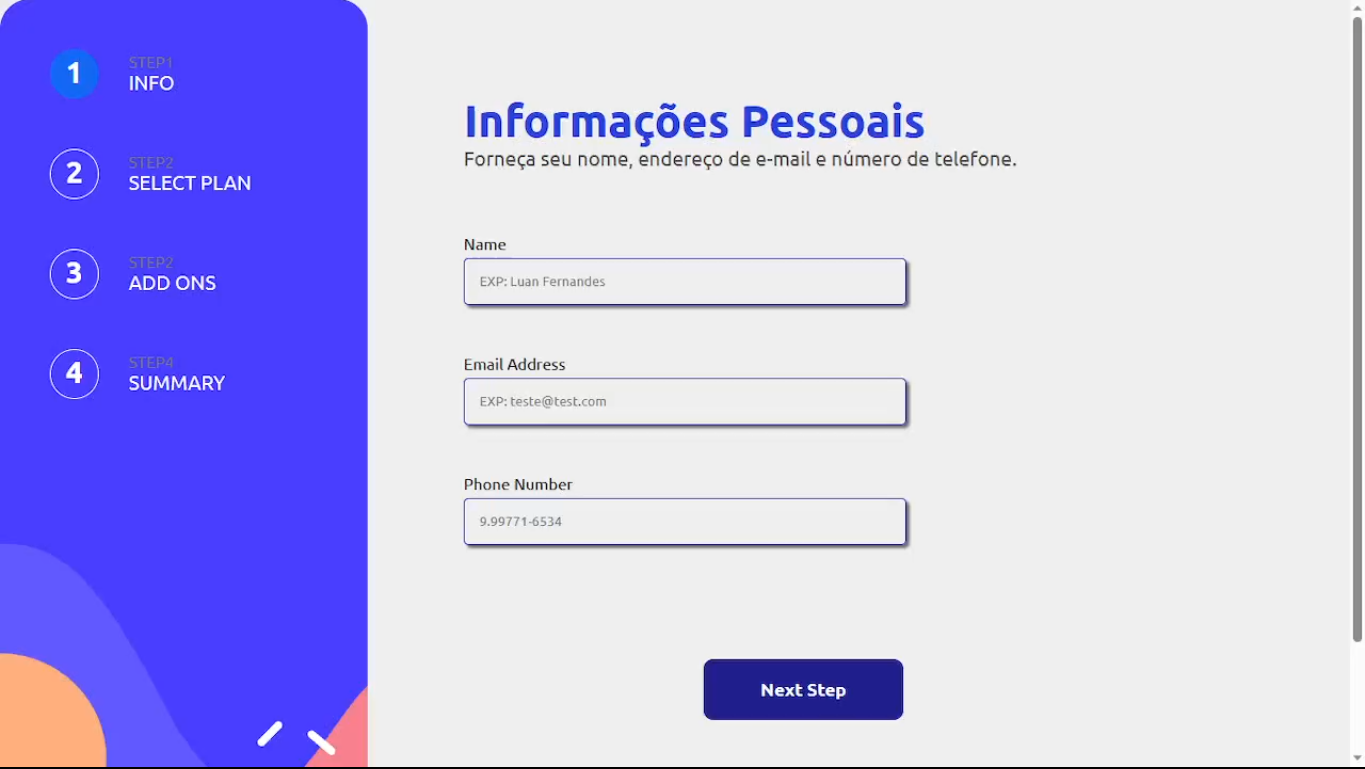 1
STEP1
INFO
2
STEP2
SELECT PLAN
3
STEP2
ADD ONS
4
STEP4
SUMMARY
Informações Pessoais
Forneça seu nome, endereço de e-mail e número de telefone.
Name
EXP: Luan Fernandes
Email Address
EXP: teste@test.com
Phone Number
9.99771-6534
Next Step